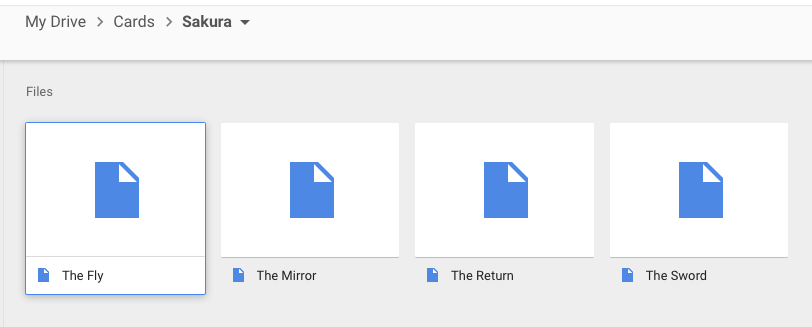 My Drive > Cards > Sakura
Files
The Fly
The Mirror
The Return
The Sword